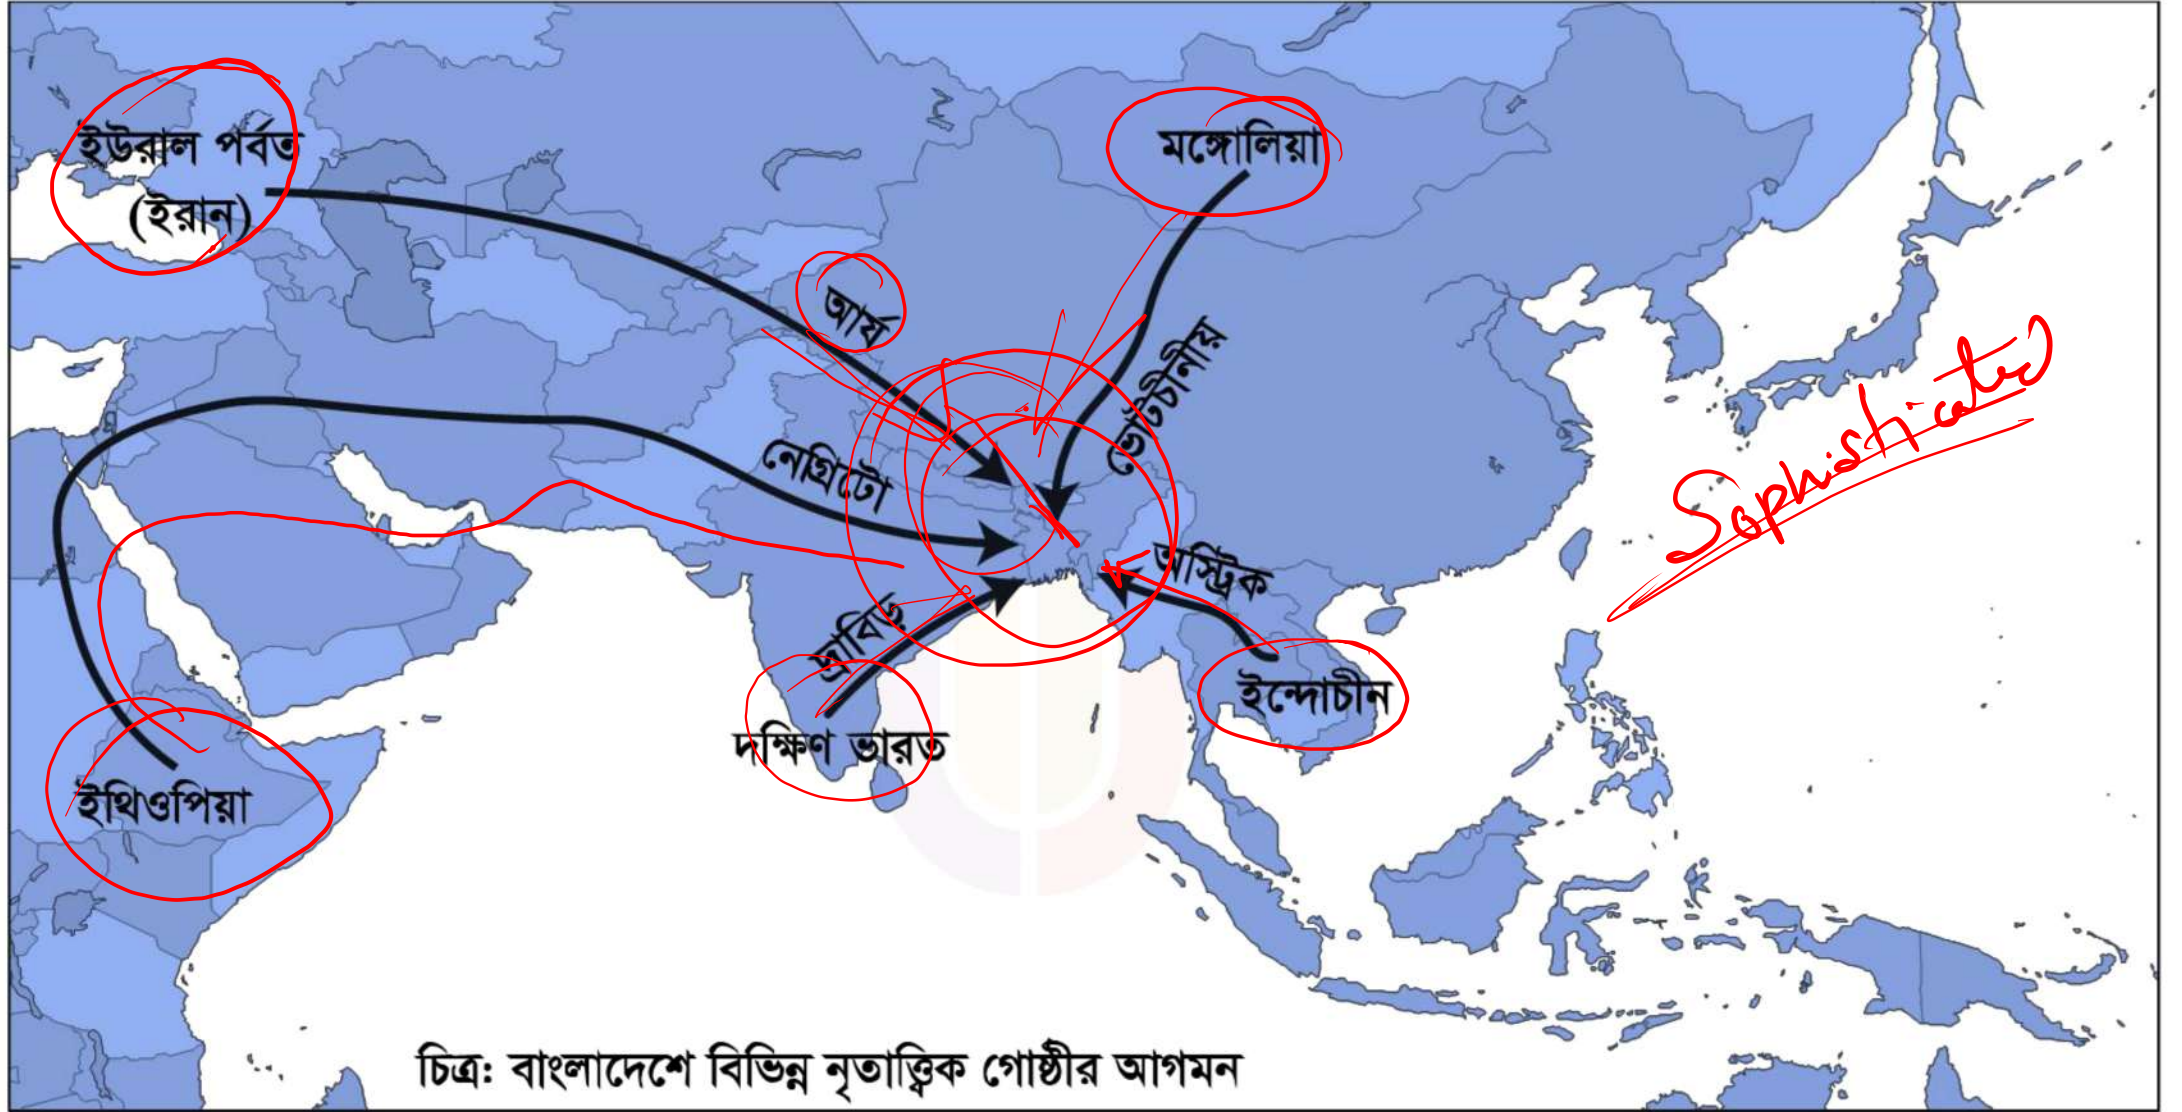 ইউরাল পর্বত
(ইরান)
মঙ্গোলিয়া
আর্য
ভোটচীনীয়
নেগ্রিটো
অস্ট্রিক
দ্রাবিড়
ইন্দোচীন
দক্ষিণ ভারত
ইথিওপিয়া
Sophisticated
চিত্র: বাংলাদেশে বিভিন্ন নৃতাত্ত্বিক গোষ্ঠীর আগমন